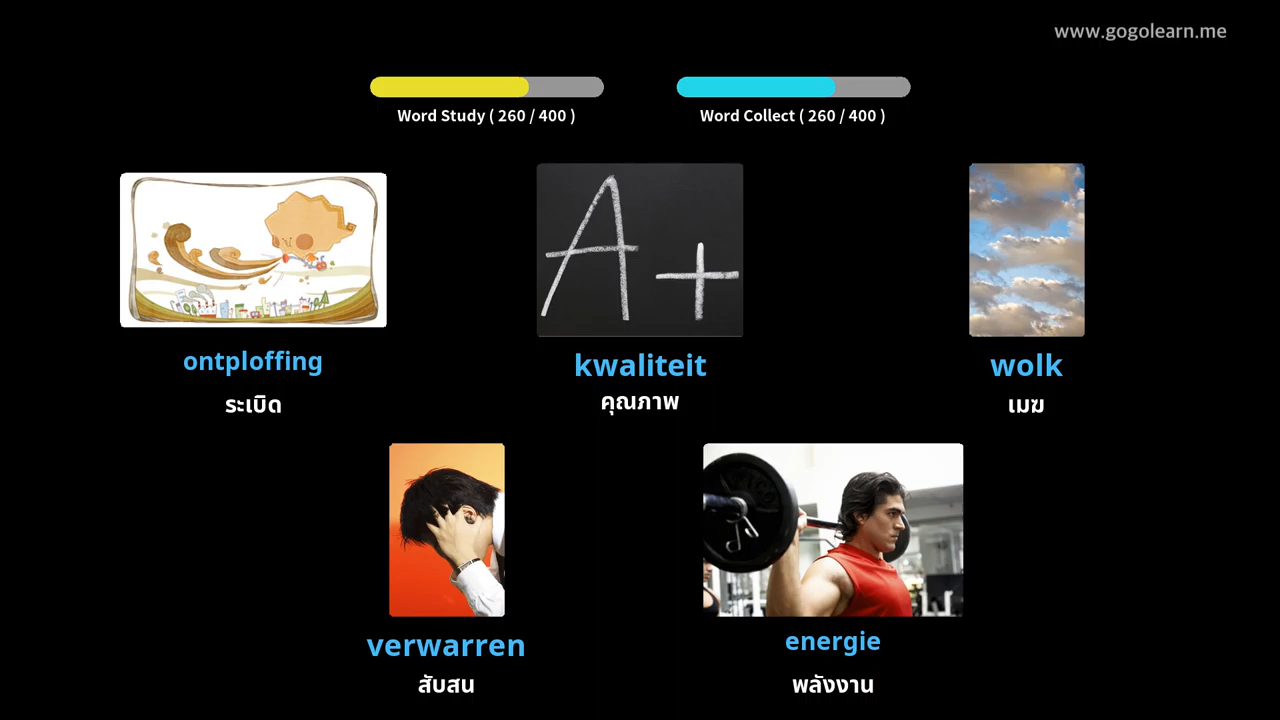 www.gogolearn.me
Word Study ( 260 / 400 )
Word Collect ( 260 / 400 )
A+
ontploffing
kwaliteit
wolk
ระเบิด
คุณภาพ
เมฆ
verwarren
energie
สับสน
พลังงาน